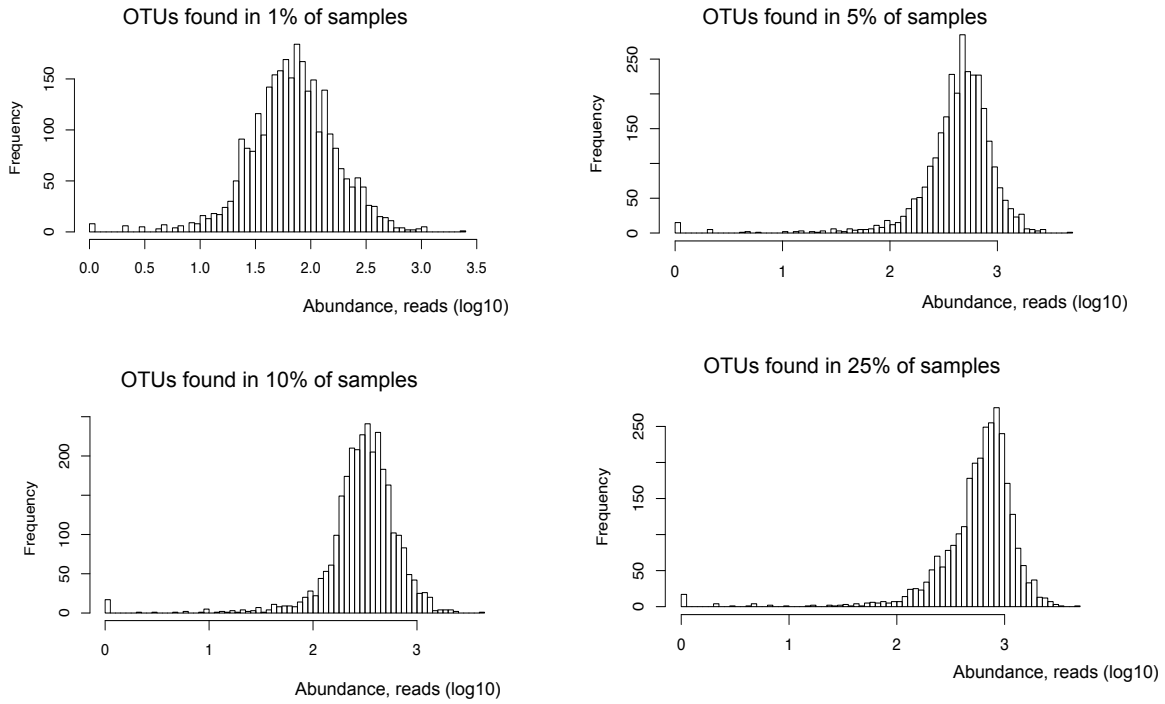 OTUs found in 1% of samples
Frequency
150
100
50
0
0.0 0.5 1.0 1.5 2.0 2.5 3.0 3.5
Abundance, reads (log10)
OTUs found in 5% of samples
Frequency
250
150
50
0
0 1 2 3
Abundance, reads (log10)
OTUs found in 10% of samples
Frequency
200
100
50
0
0 1 2 3
Abundance, reads (log10)
OTUs found in 25% of samples
Frequency
250
150
50
0
0 1 2 3
Abundance, reads (log10)